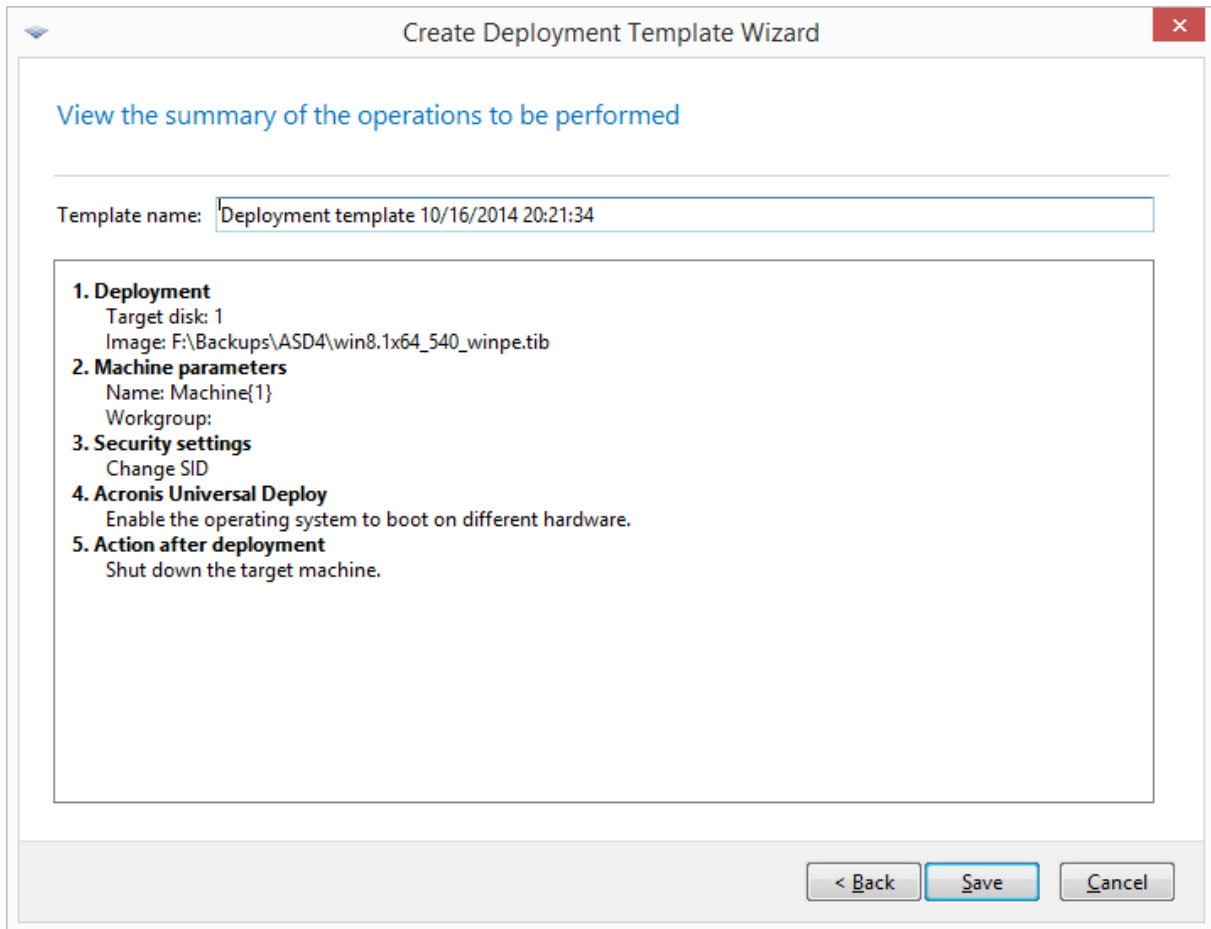 Create Deployment Template Wizard
View the summary of the operations to be performed
Template name: Deployment template 10/16/2014 20:21:34
1. Deployment
Target disk: 1
Image: F:\Backups\ASD4\win8.1x64_540_winpe.tib
2. Machine parameters
Name: Machine{1}
Workgroup:
3. Security settings
Change SID
4. Acronis Universal Deploy
Enable the operating system to boot on different hardware.
5. Action after deployment
Shut down the target machine.
< Back Save Cancel